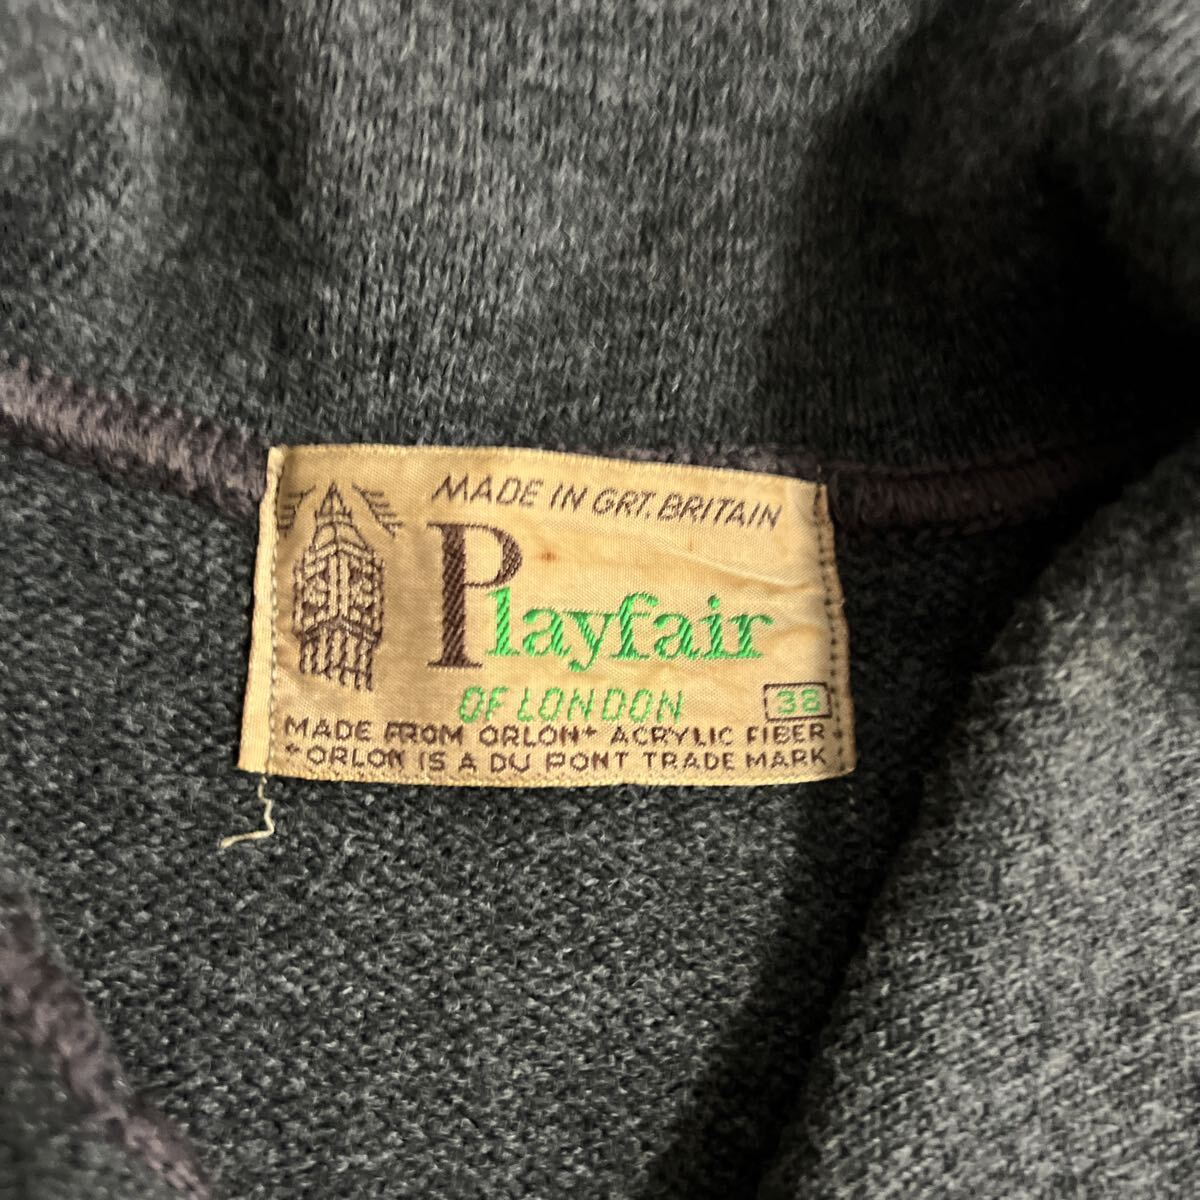 MADE IN GRT. BRITAIN
Playfair
OF LONDON 38
MADE FROM ORLON* ACRYLIC FIBER
*ORLON IS A DU PONT TRADE MARK